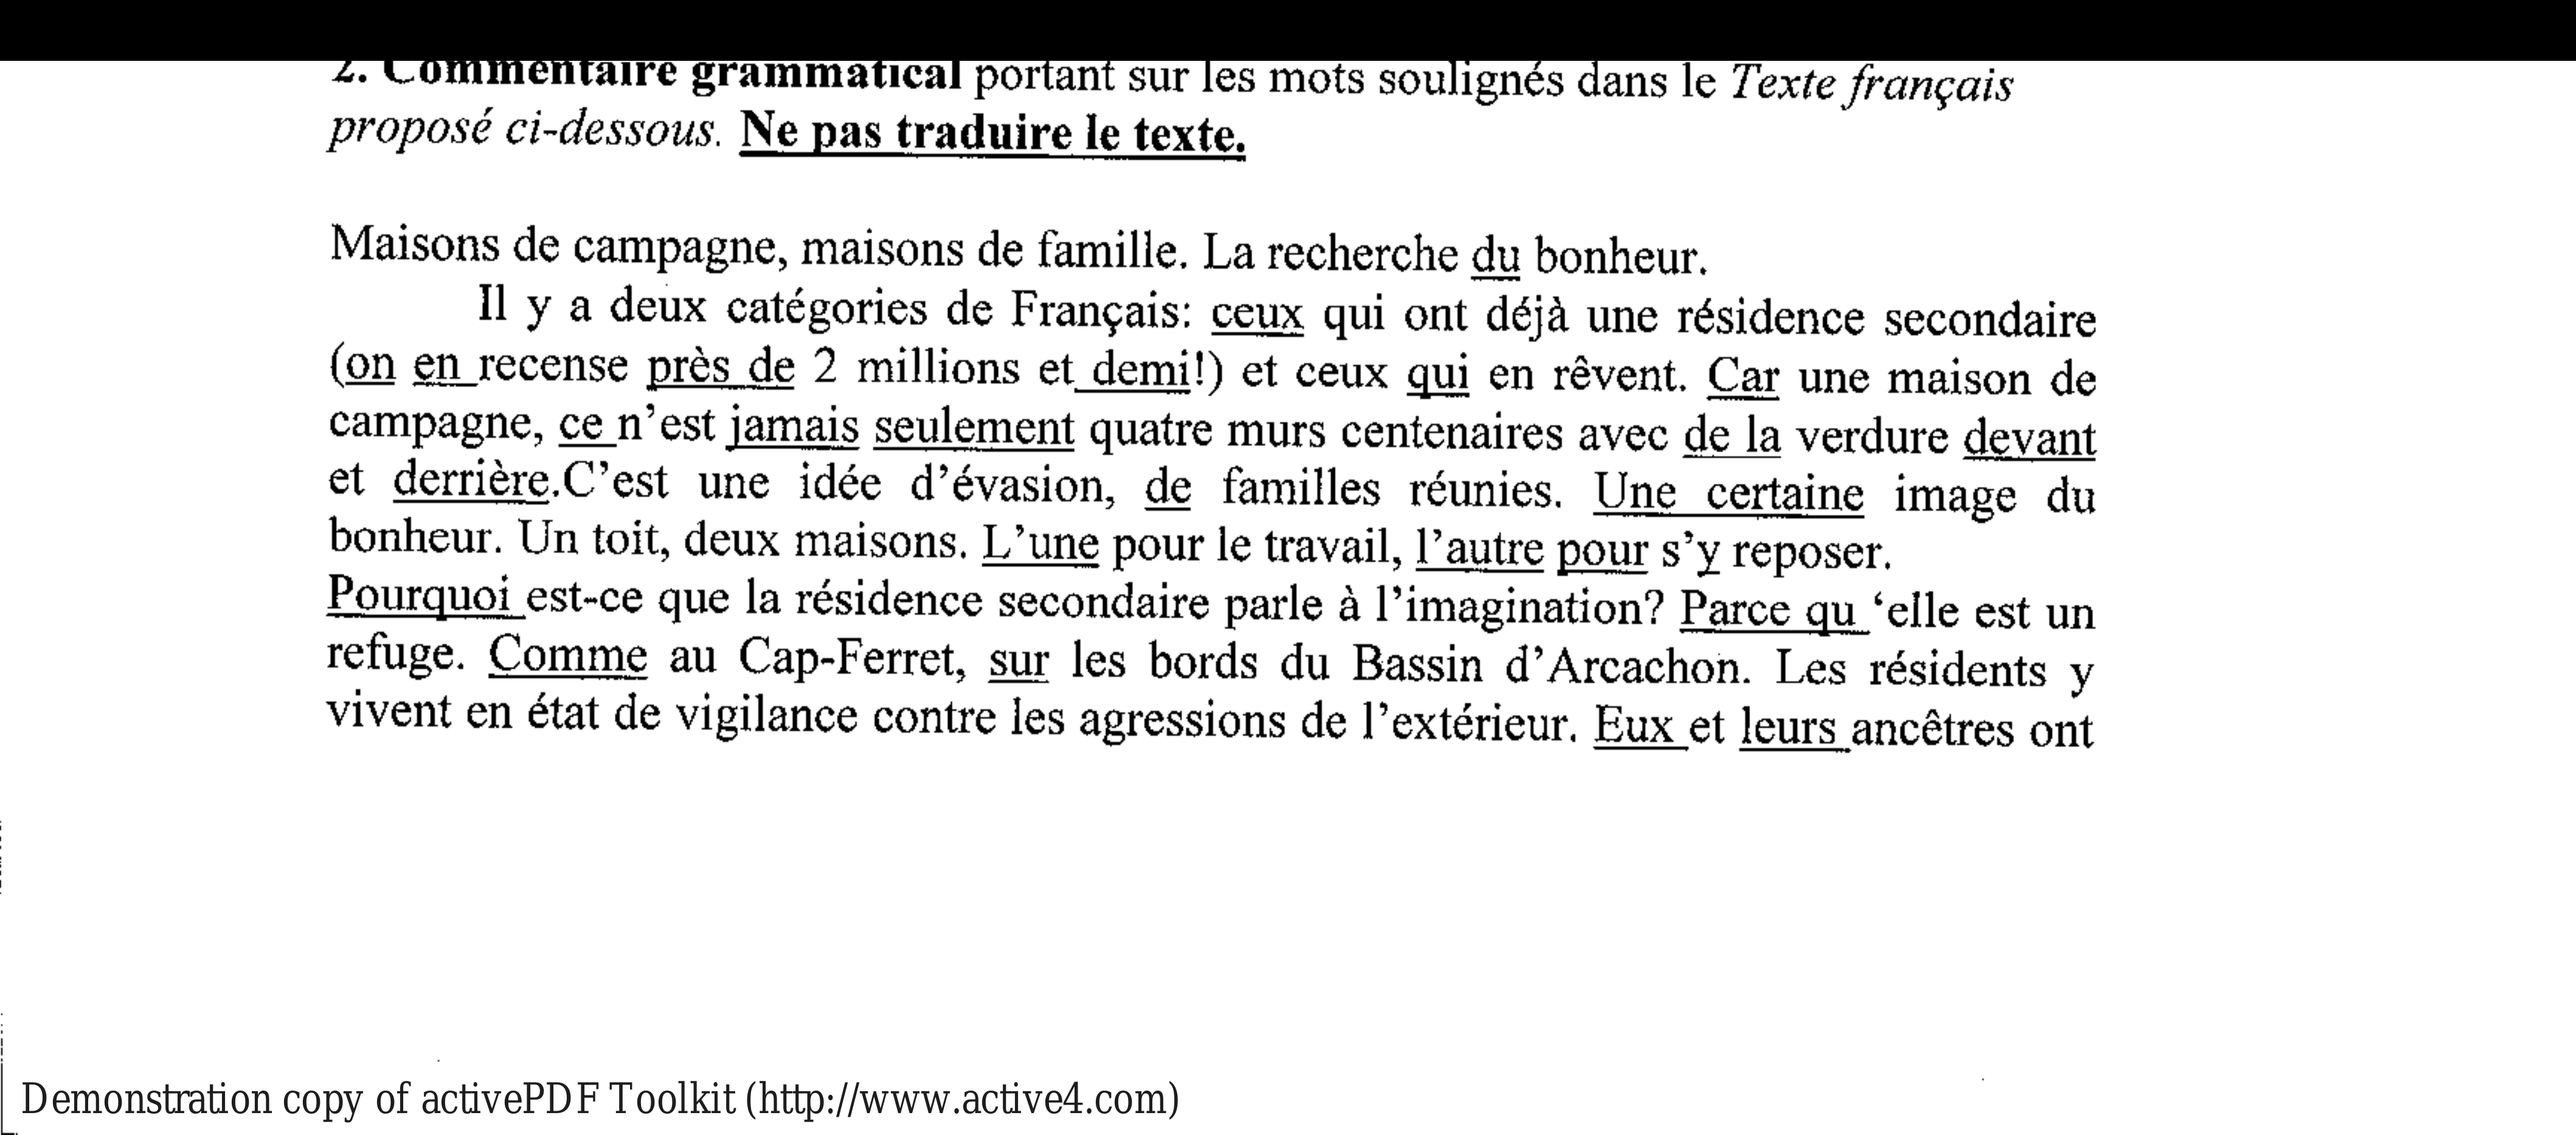 2. Commentaire grammatical portant sur les mots soulignés dans le Texte français
proposé ci-dessous. Ne pas traduire le texte.
Maisons de campagne, maisons de famille. La recherche du bonheur.
Il y a deux catégories de Français: ceux qui ont déjà une résidence secondaire
(on en recense près de 2 millions et demi!) et ceux qui en rêvent. Car une maison de
campagne, ce n'est jamais seulement quatre murs centenaires avec de la verdure devant
et derrière.C'est une idée d'évasion, de familles réunies. Une certaine image du
bonheur. Un toit, deux maisons. L'une pour le travail, l'autre pour s'y reposer.
Pourquoi est-ce que la résidence secondaire parle à l'imagination? Parce qu 'elle est un
refuge. Comme au Cap-Ferret, sur les bords du Bassin d'Arcachon. Les résidents y
vivent en état de vigilance contre les agressions de l'extérieur. Eux et leurs ancêtres ont
Demonstration copy of activePDF Toolkit (http://www.active4.com)